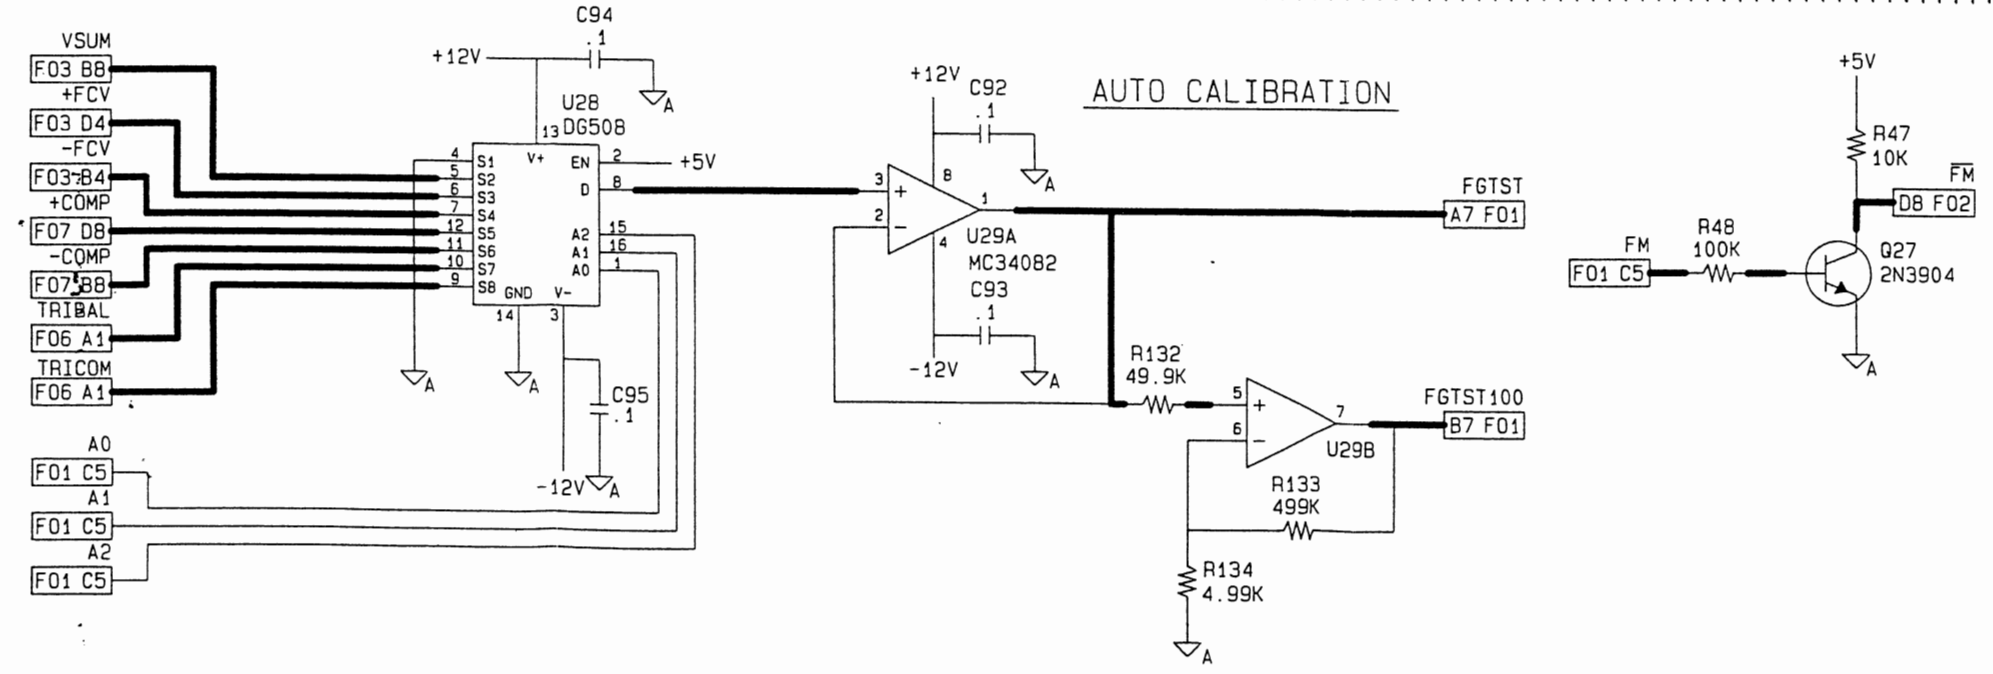 AUTO CALIBRATION
VSUM
F03 B8
+FCV
F03 D4
-FCV
F03 B4
+COMP
F07 D8
-COMP
F07 B8
TRIBAL
F06 A1
TRICOM
F06 A1
A0
F01 C5
A1
F01 C5
A2
F01 C5
C94
.1
+12V
A
U28
DG508
13
V+
4 S1
5 S2
6 S3
7 S4
12 S5
11 S6
10 S7
9 S8
EN 2
+5V
D 8
A2 15
A1 16
A0 1
GND
V-
14
3
A
A
C95
.1
-12V
A
+12V
C92
.1
A
3
+
8
1
2
-
4
U29A
MC34082
C93
.1
-12V
A
FGTST
A7 F01
R132
49.9K
5
+
6
-
7
U29B
FGTST100
B7 F01
R133
499K
R134
4.99K
A
+5V
R47
10K
FM
D8 F02
FM
F01 C5
R48
100K
Q27
2N3904
A